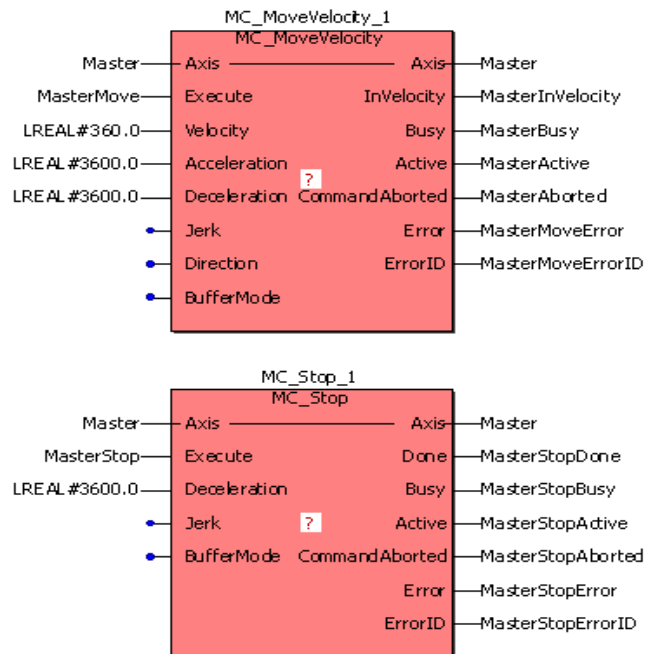 MC_MoveVelocity_1
MC_MoveVelocity
Master Axis Axis Master
MasterMove Execute InVelocity MasterInVelocity
LREAL#360.0 Velocity Busy MasterBusy
LREAL#3600.0 Acceleration Active MasterActive
?
LREAL#3600.0 Deceleration CommandAborted MasterAborted
Jerk Error MasterMoveError
Direction ErrorID MasterMoveErrorID
BufferMode
MC_Stop_1
MC_Stop
Master Axis Axis Master
MasterStop Execute Done MasterStopDone
LREAL#3600.0 Deceleration Busy MasterStopBusy
Jerk ? Active MasterStopActive
BufferMode CommandAborted MasterStopAborted
Error MasterStopError
ErrorID MasterStopErrorID